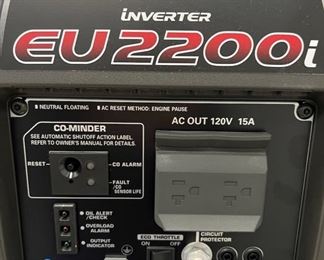 INVERTER
EU2200i
NEUTRAL FLOATING
AC RESET METHOD: ENGINE PAUSE
CO-MINDER
SEE AUTOMATIC SHUTOFF ACTION LABEL.
REFER TO OWNER'S MANUAL FOR DETAILS.
AC OUT 120V 15A
RESET
CO ALARM
FAULT
/CO
SENSOR LIFE
OIL ALERT
/CHECK
OVERLOAD
ALARM
OUTPUT
INDICATOR
ECO THROTTLE
ON OFF
CIRCUIT
PROTECTOR